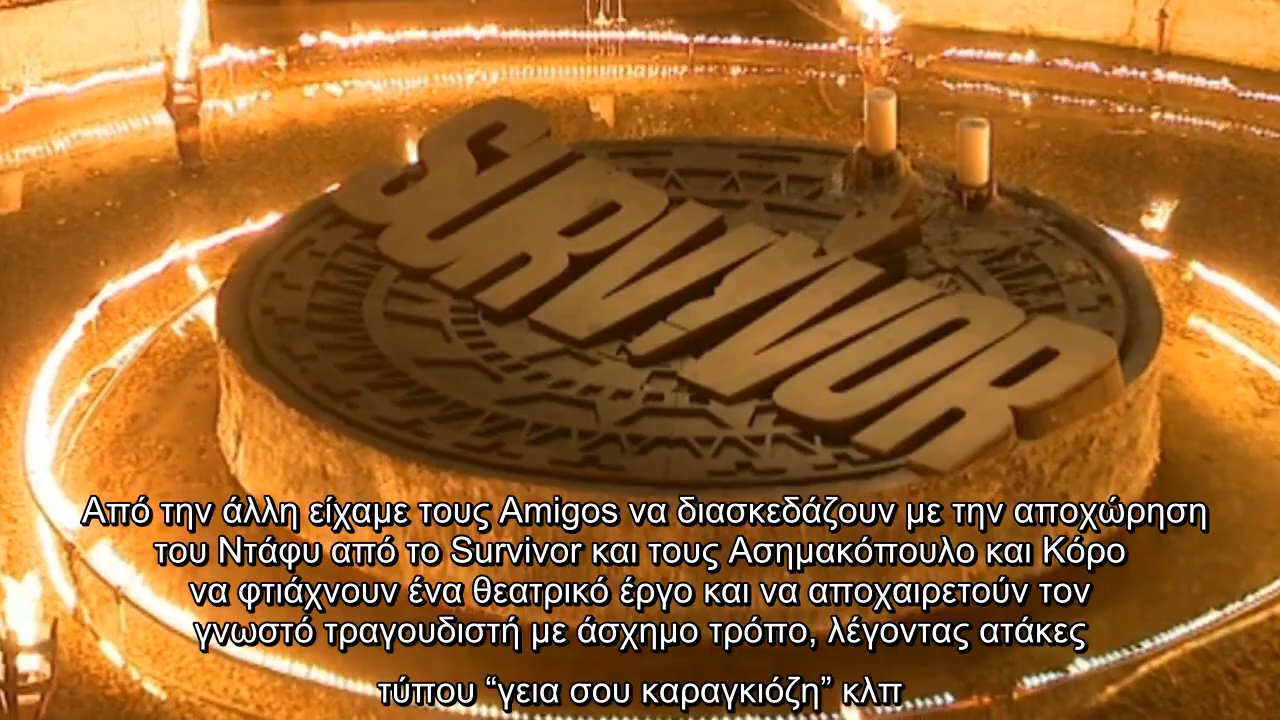 SURVIVOR
Από την άλλη είχαμε τους Amigos να διασκεδάζουν με την αποχώρηση
του Ντάφυ από το Survivor και τους Ασημακόπουλο και Κόρο
να φτιάχνουν ένα θεατρικό έργο και να αποχαιρετούν τον
γνωστό τραγουδιστή με άσχημο τρόπο, λέγοντας ατάκες
τύπου “γεια σου καραγκιόζη” κλπ